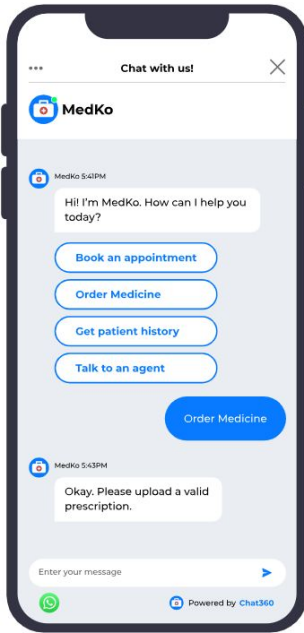 Chat with us!
MedKo
MedKo 5:41PM
Hi! I'm MedKo. How can I help you
today?
Book an appointment
Order Medicine
Get patient history
Talk to an agent
Order Medicine
MedKo 5:43PM
Okay. Please upload a valid
prescription.
Enter your message
Powered by Chat360